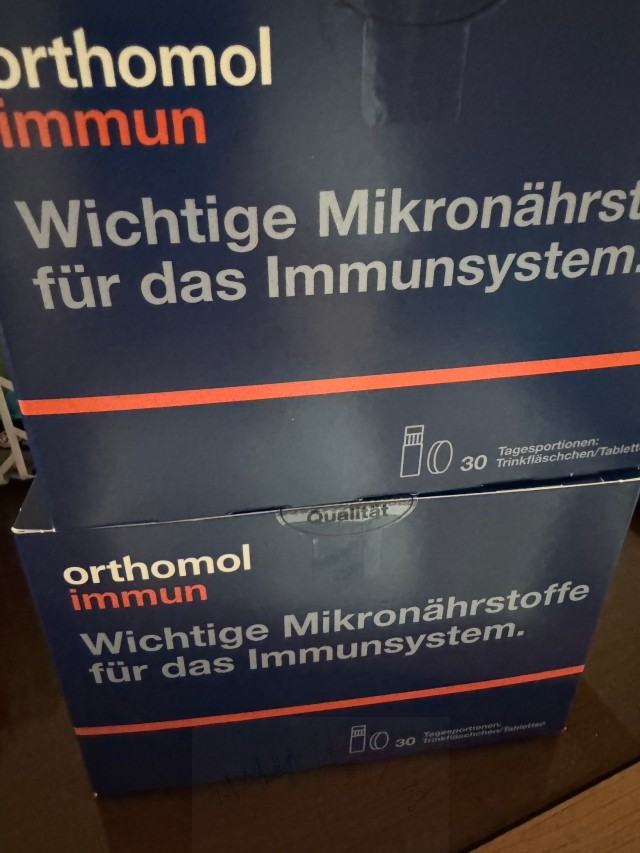 orthomol
immun
Wichtige Mikronährst
für das Immunsystem.
30 Tagesportionen:
Trinkfläschchen/Tablett
Qualität
orthomol
immun
Wichtige Mikronährstoffe
für das Immunsystem.
30 Tagesportionen:
Trinkfläschchen/Tabletten